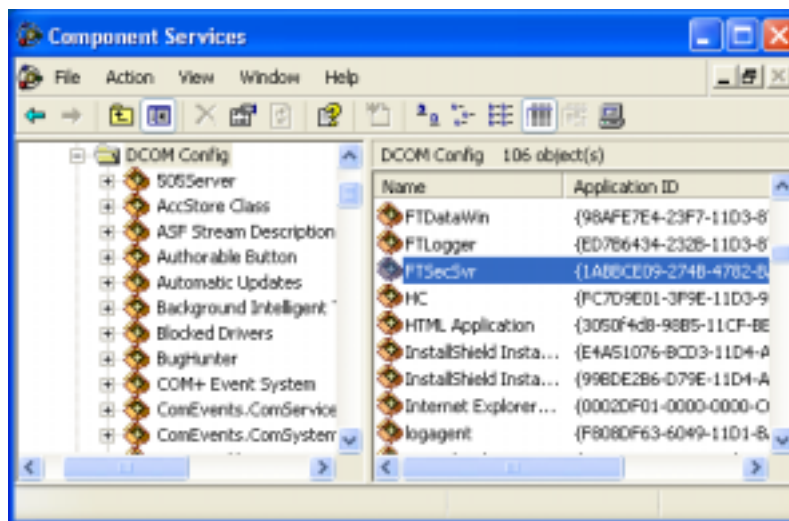 Component Services
File Action View Window Help
DCOM Config
505Server
AccStore Class
ASF Stream Description
Authorable Button
Automatic Updates
Background Intelligent
Blocked Drivers
BugHunter
COM+ Event System
ComEvents.ComService
ComEvents.ComSystem
DCOM Config 106 object(s)
Name Application ID
FTDataWin {98AFE7E4-23F7-11D3-8
FTLogger {ED7B6434-232B-11D3-8
FTSecSvr {1ABBCE09-274B-4782-8
HC {FC7D9E01-3F9E-11D3-9
HTML Application {3050f4d8-98B5-11CF-BB
InstallShield Insta... {E4A51076-BCD3-11D4-A
InstallShield Insta... {99BDE2B6-D79E-11D4-A
Internet Explorer... {0002DF01-0000-0000-C
logagent {F808DF63-6049-11D1-B